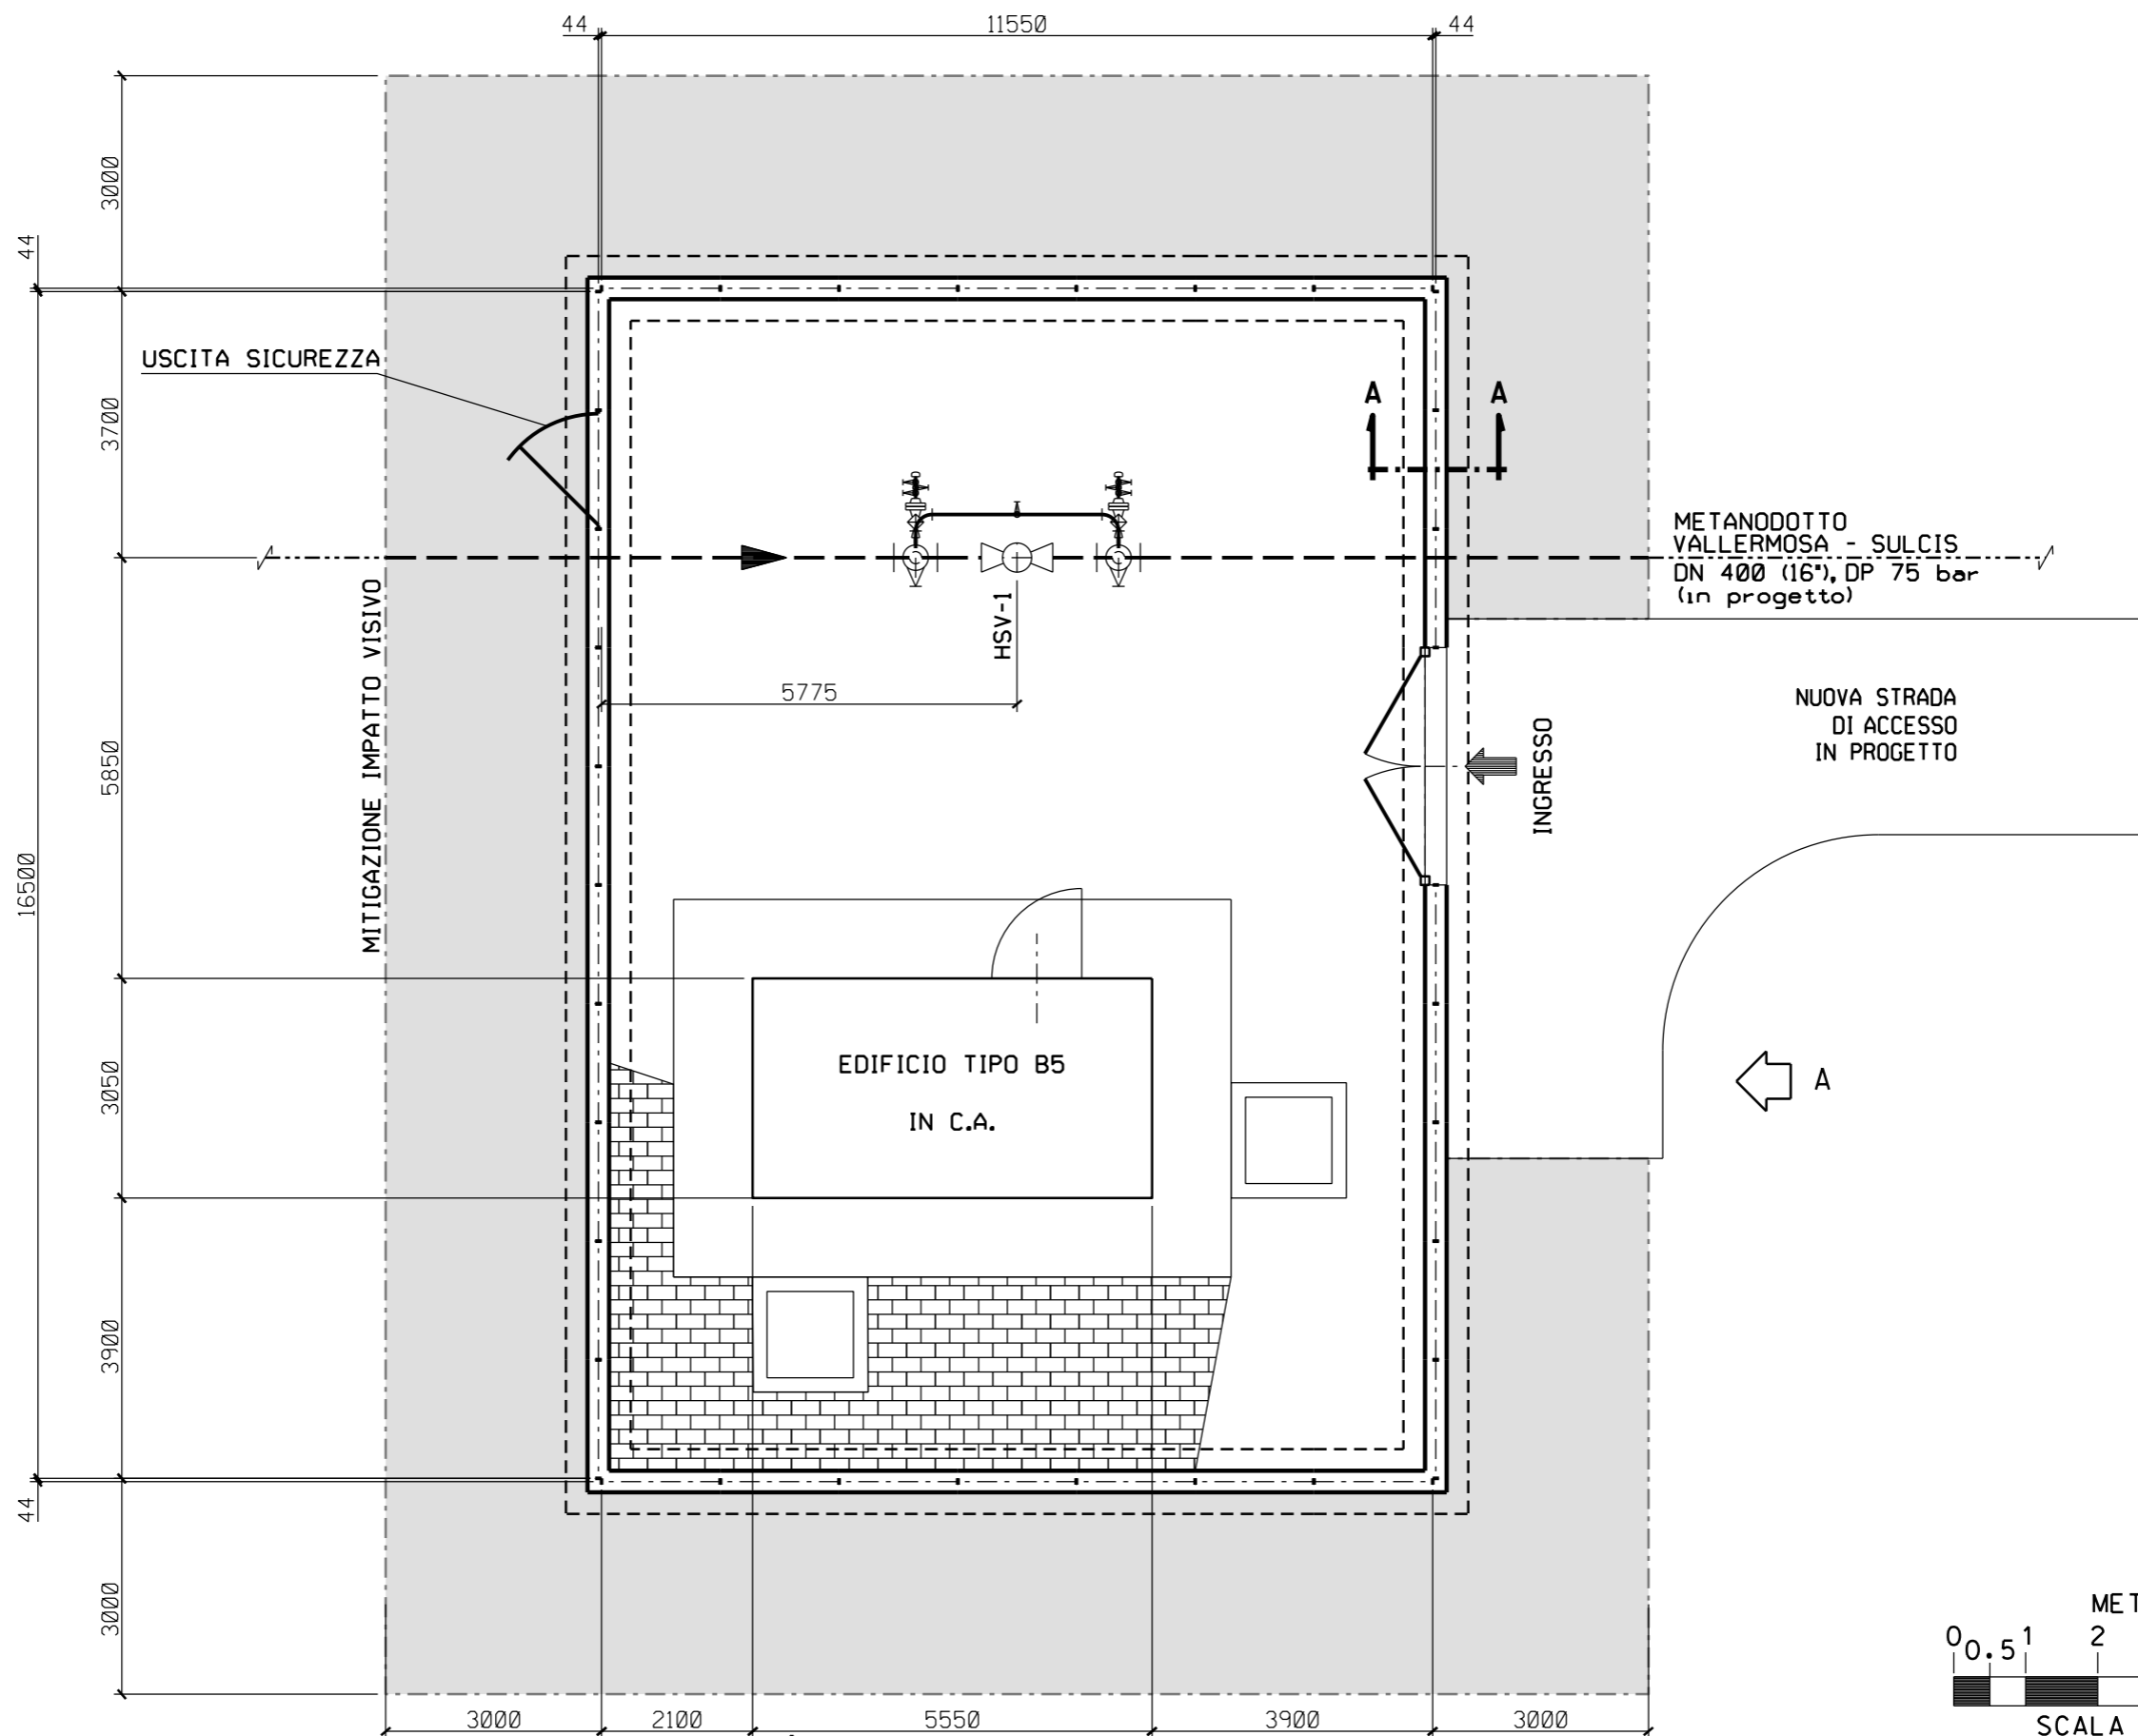 44
11550
44
3000
44
USCITA SICUREZZA
3700
A
A
METANODOTTO
VALLERMOSA - SULCIS
DN 400 (16"), DP 75 bar
(in progetto)
MITIGAZIONE IMPATTO VISIVO
HSV-1
5775
NUOVA STRADA
DI ACCESSO
IN PROGETTO
INGRESSO
5850
16500
EDIFICIO TIPO B5
IN C.A.
3050
A
3900
44
3000
MET
0 0.5 1 2
SCALA
3000
2100
5550
3900
3000